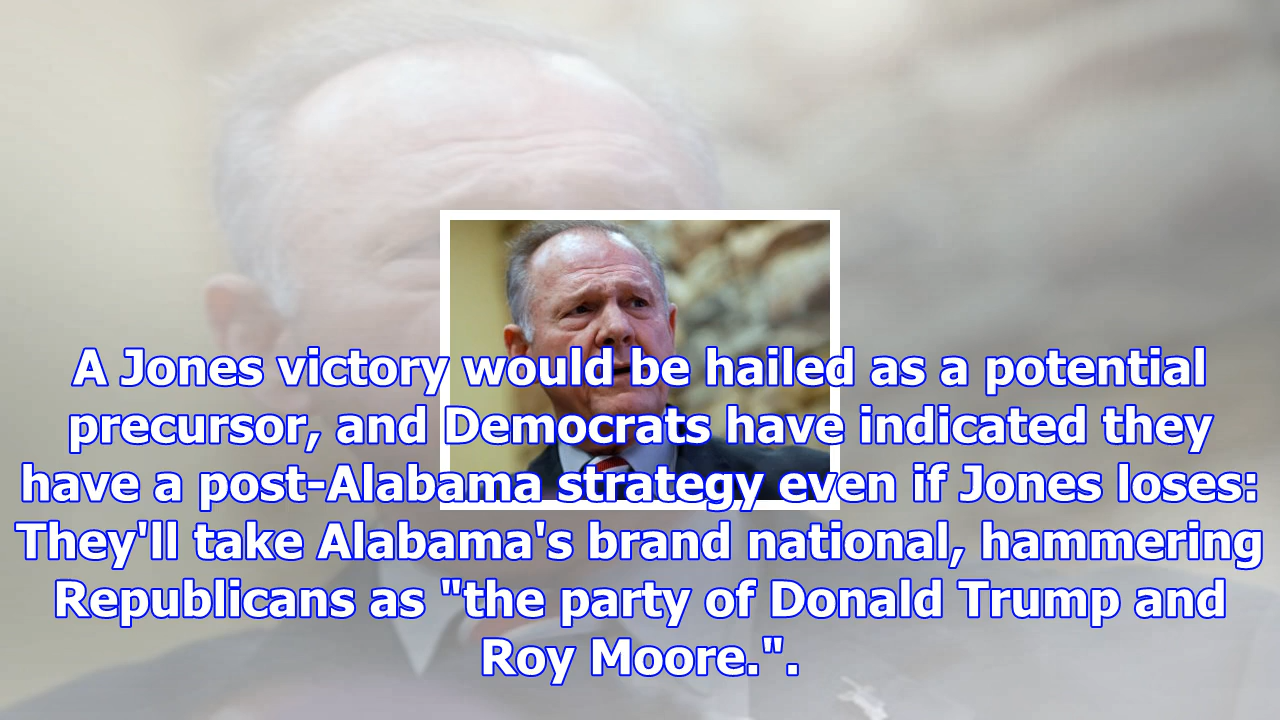 A Jones victory would be hailed as a potential
precursor, and Democrats have indicated they
have a post-Alabama strategy even if Jones loses:
They'll take Alabama's brand national, hammering
Republicans as "the party of Donald Trump and
Roy Moore.".